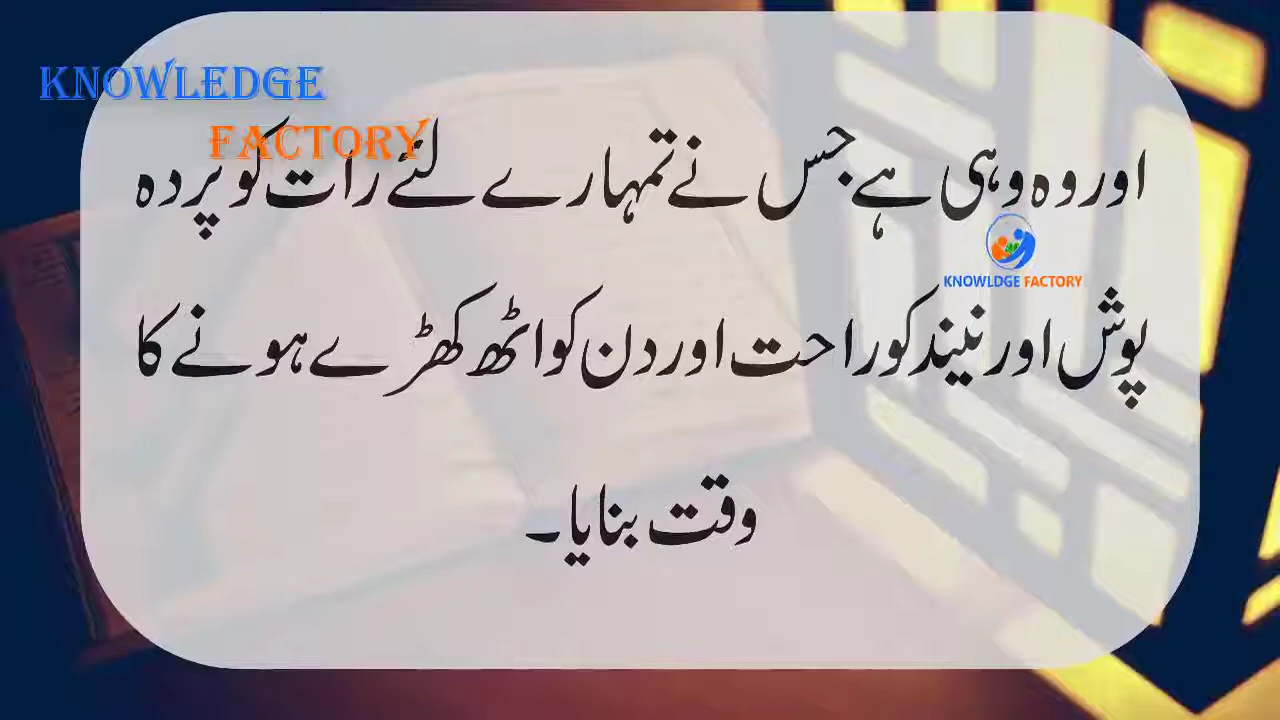 KNOWLEDGE
FACTORY
اور وہ وہی ہے جس نے تمہارے لئے رات کو پردہ
KNOWLDGE FACTORY
پوش اور نیند کو راحت اور دن کو اٹھ کھڑے ہونے کا
وقت بنایا۔